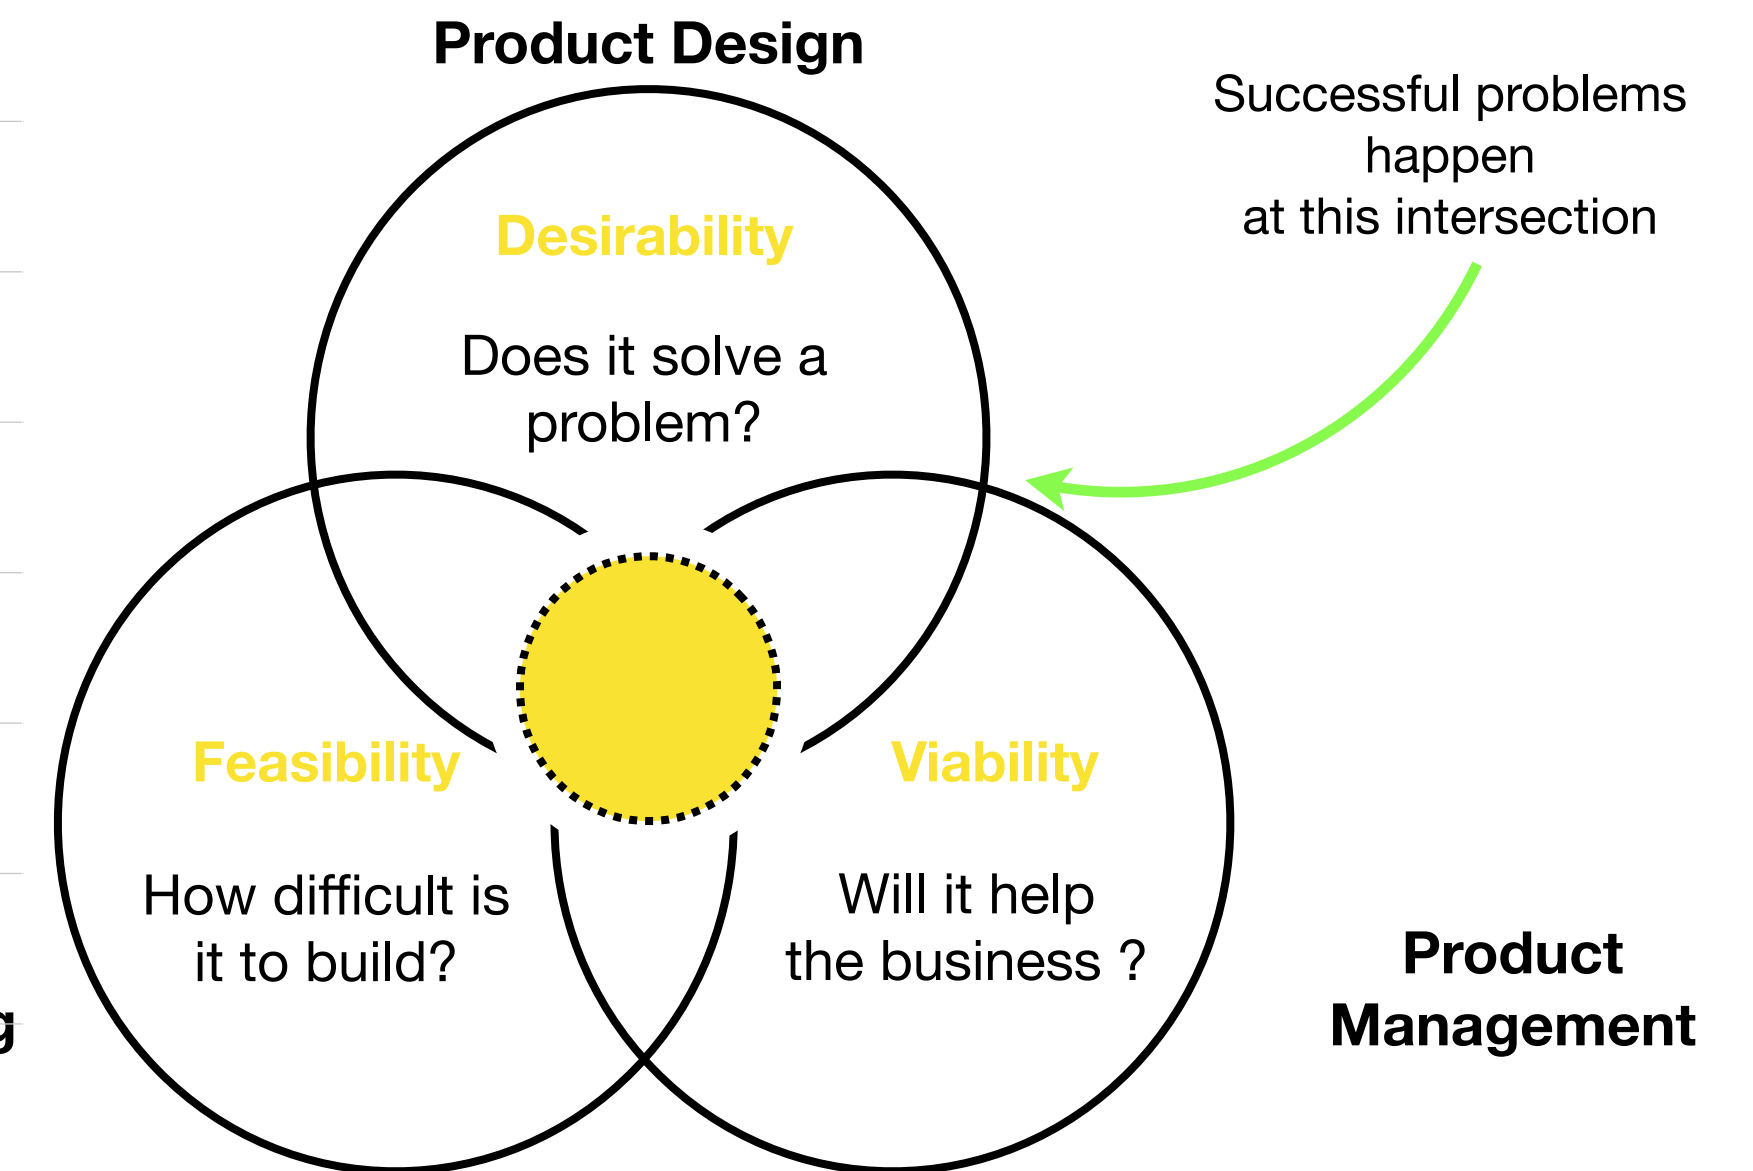 Product Design
Successful problems
happen
at this intersection
Desirability
Does it solve a
problem?
Feasibility
How difficult is
it to build?
Viability
Will it help
the business ?
Product
Management